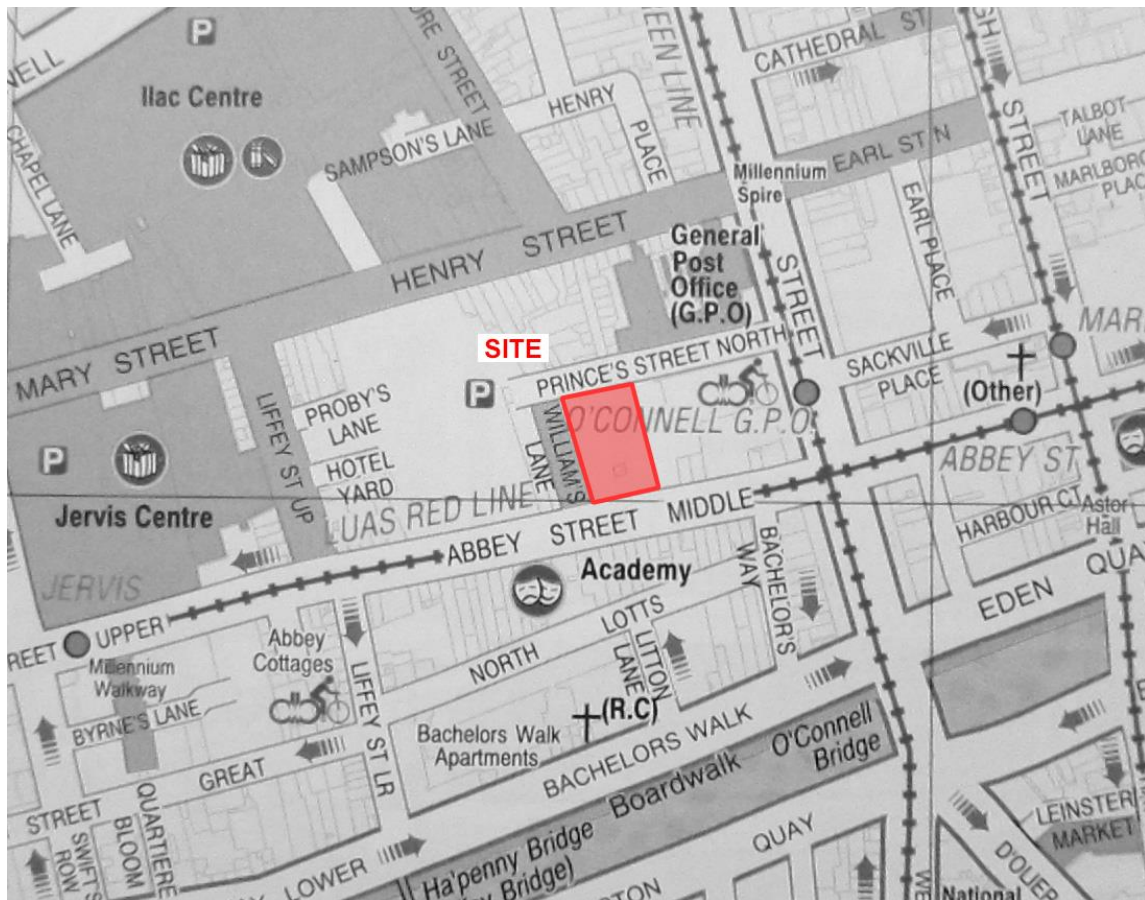 P
Ilac Centre
CHAPEL LANE
SAMPSON'S LANE
HENRY
PLACE
CATHEDRAL ST
EARL ST N
Millennium
Spire
STREET
TALBOT
LANE
EARL PLACE
HENRY STREET
MARY STREET
General
Post
Office
(G.P.O)
STREET
SITE
PRINCE'S STREET NORTH
SACKVILLE
PLACE
(Other)
P
PROBY'S
LANE
HOTEL
YARD
LIFFEY ST UP
WILLIAM'S
LANE
O'CONNELL G.P.O.
ABBEY ST
P
Jervis Centre
JERVIS
LUAS RED LINE
ABBEY STREET MIDDLE
HARBOUR CT
Astor
Hall
Academy
BACHELOR'S
WAY
EDEN QUA
UPPER
Abbey
Cottages
Millennium
Walkway
BYRNE'S LANE
LIFFEY ST LR
NORTH LOTTS
LITTON
LANE
(R.C)
Bachelors Walk
Apartments
BACHELORS WALK
O'Connell
Bridge
Boardwalk
GREAT
STREET
QUARTIERE
BLOOM
SWIFT'S
ROW
LOWER
Ha'penny Bridge
QUAY
LEINSTER
MARKET
D'OLIER
National